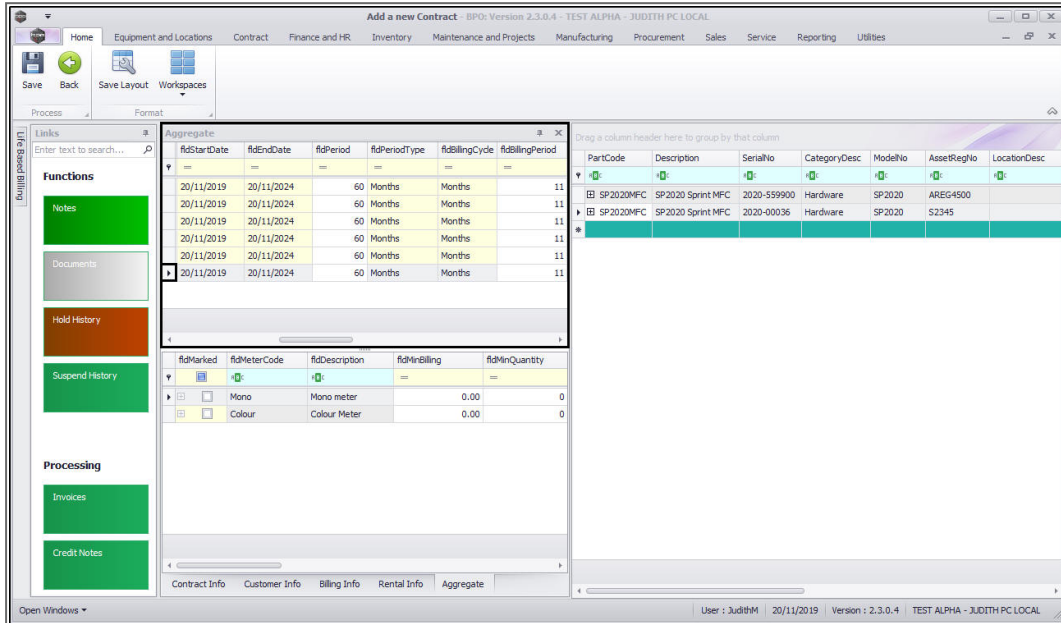 Add a new Contract - BPO: Version 2.3.0.4 - TEST ALPHA - JUDITH PC LOCAL
Home Equipment and Locations Contract Finance and HR Inventory Maintenance and Projects Manufacturing Procurement Sales Service Reporting Utilities
Save Back Save Layout Workspaces
Process Format
Life Based Billing
Links
Enter text to search...
Functions
Notes
Documents
Hold History
Suspend History
Processing
Invoices
Credit Notes
Aggregate
fldStartDate fldEndDate fldPeriod fldPeriodType fldBillingCycle fldBillingPeriod
= = = = = =
20/11/2019 20/11/2024 60 Months Months 11
20/11/2019 20/11/2024 60 Months Months 11
20/11/2019 20/11/2024 60 Months Months 11
20/11/2019 20/11/2024 60 Months Months 11
20/11/2019 20/11/2024 60 Months Months 11
20/11/2019 20/11/2024 60 Months Months 11
fldMarked fldMeterCode fldDescription fldMinBilling fldMinQuantity
= =
Mono Mono meter 0.00 0
Colour Colour Meter 0.00 0
Contract Info Customer Info Billing Info Rental Info Aggregate
Drag a column header here to group by that column
PartCode Description SerialNo CategoryDesc ModelNo AssetRegNo LocationDesc
SP2020MFC SP2020 Sprint MFC 2020-559900 Hardware SP2020 AREG4500
SP2020MFC SP2020 Sprint MFC 2020-00036 Hardware SP2020 S2345
Open Windows
User : JudithM 20/11/2019 Version : 2.3.0.4 TEST ALPHA - JUDITH PC LOCAL